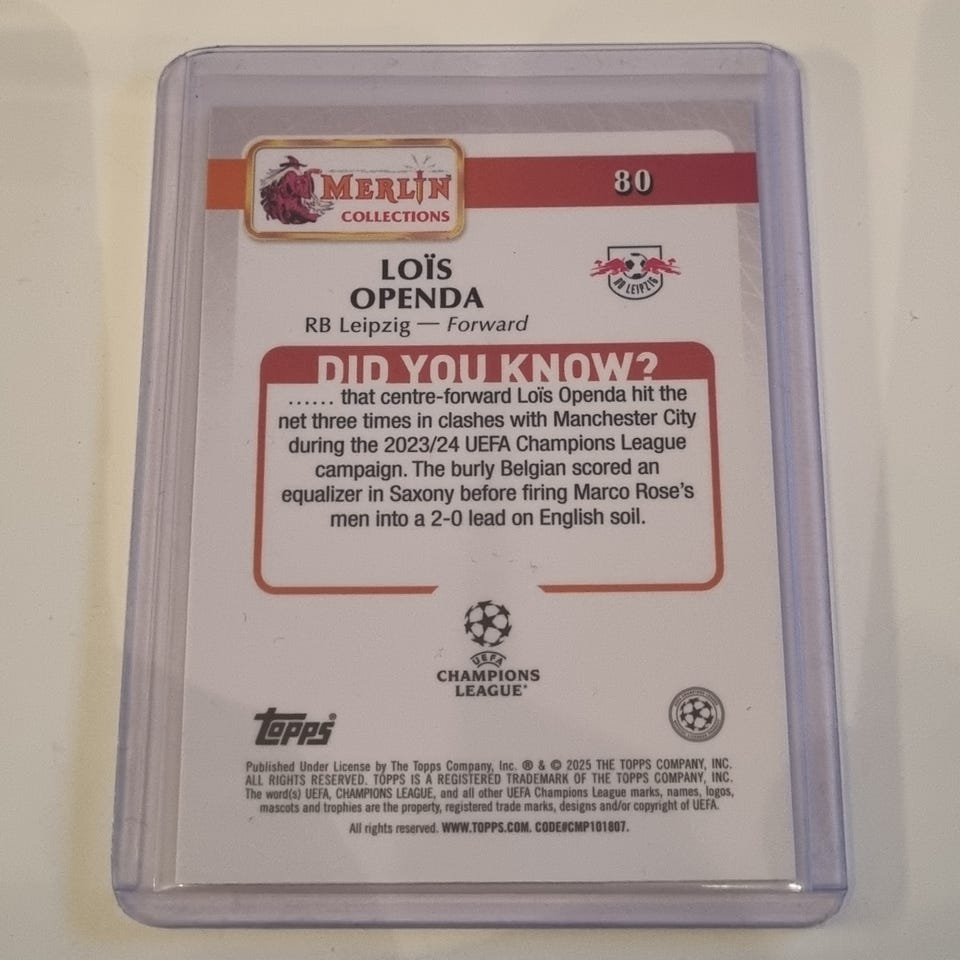 MERLIN
COLLECTIONS
80
LOÏS
OPENDA
RB LEIPZIG
RB Leipzig — Forward
DID YOU KNOW?
...... that centre-forward Loïs Openda hit the
net three times in clashes with Manchester City
during the 2023/24 UEFA Champions League
campaign. The burly Belgian scored an
equalizer in Saxony before firing Marco Rose's
men into a 2-0 lead on English soil.
UEFA
CHAMPIONS
LEAGUE®
Topps®
Published Under License by The Topps Company, Inc. ® & © 2025 THE TOPPS COMPANY, INC.
ALL RIGHTS RESERVED. TOPPS IS A REGISTERED TRADEMARK OF THE TOPPS COMPANY, INC.
The word(s) UEFA, CHAMPIONS LEAGUE, and all other UEFA Champions League marks, names, logos,
mascots and trophies are the property, registered trade marks, designs and/or copyright of UEFA.
All rights reserved. WWW.TOPPS.COM. CODE#CMP101807.